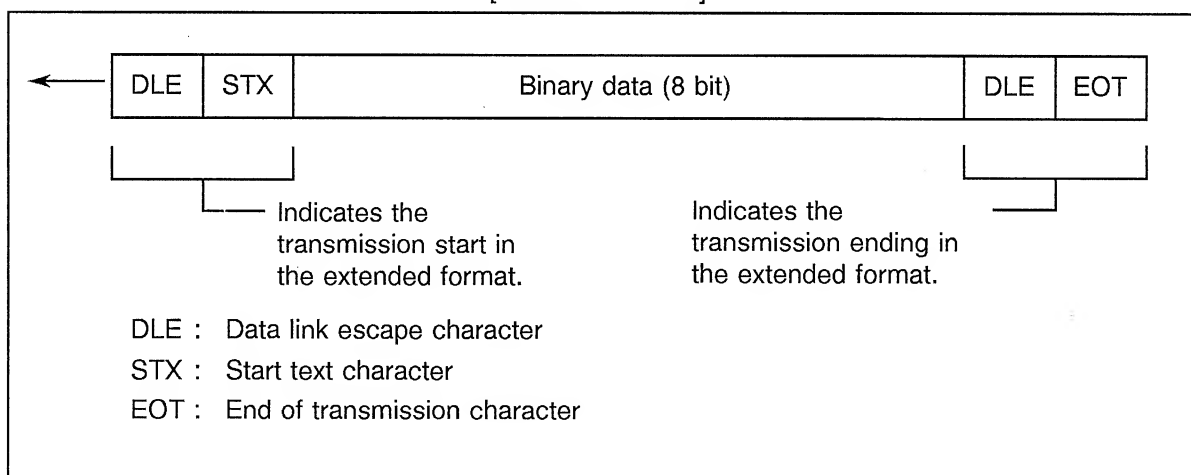 DLE STX Binary data (8 bit) DLE EOT
Indicates the
transmission start in
the extended format.
Indicates the
transmission ending in
the extended format.
DLE : Data link escape character
STX : Start text character
EOT : End of transmission character